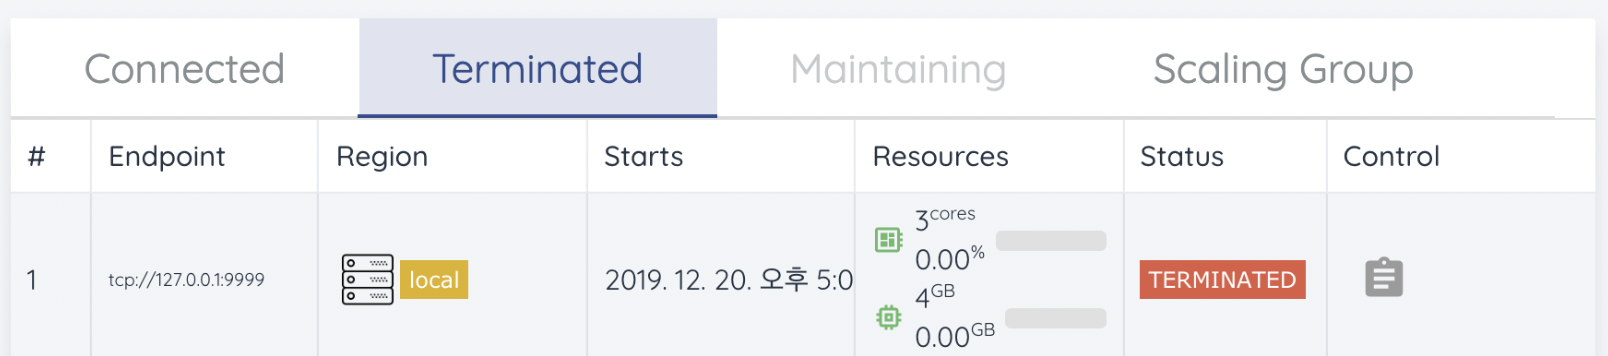 Connected Terminated Maintaining Scaling Group
# Endpoint Region Starts Resources Status Control
1 tcp://127.0.0.1:9999 local 2019. 12. 20. 오후 5:0 3cores TERMINATED
0.00%
4GB
0.00GB